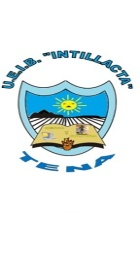 U.E.I.B. "INTILLACTA"
TENA